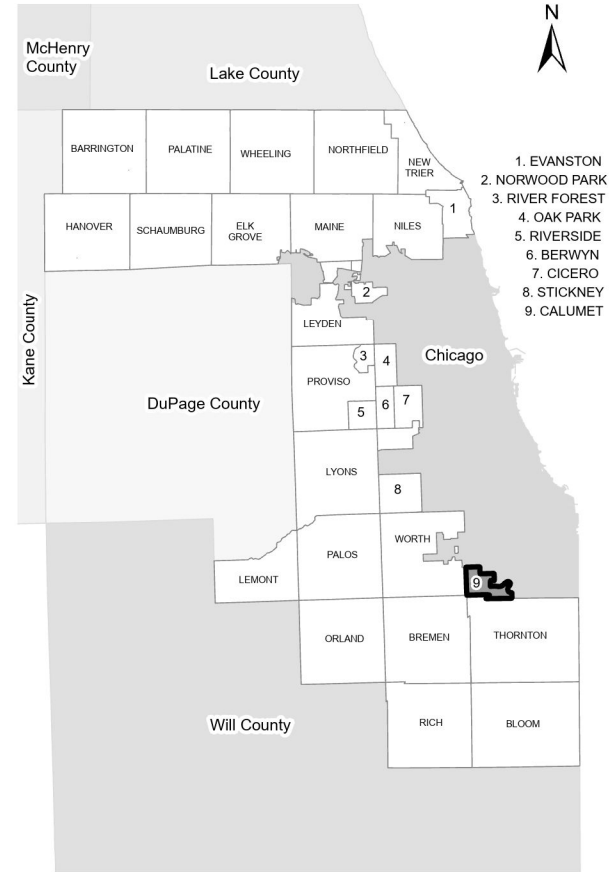 N
McHenry
County
Lake County
BARRINGTON
PALATINE
WHEELING
NORTHFIELD
NEW
TRIER
1. EVANSTON
2. NORWOOD PARK
3. RIVER FOREST
4. OAK PARK
5. RIVERSIDE
6. BERWYN
7. CICERO
8. STICKNEY
9. CALUMET
HANOVER
SCHAUMBURG
ELK
GROVE
MAINE
NILES
1
2
Kane County
LEYDEN
3
4
Chicago
PROVISO
DuPage County
5
6
7
LYONS
8
WORTH
PALOS
LEMONT
9
ORLAND
BREMEN
THORNTON
Will County
RICH
BLOOM